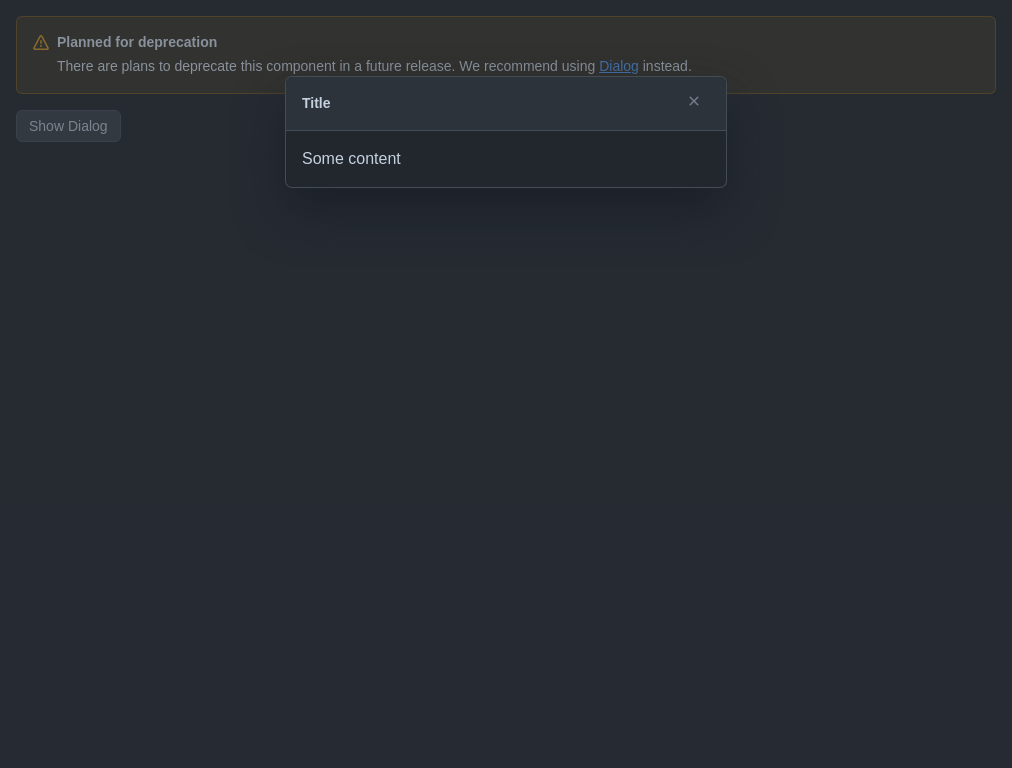 Planned for deprecation
There are plans to deprecate this component in a future release. We recommend using Dialog instead.
Title
Show Dialog
Some content